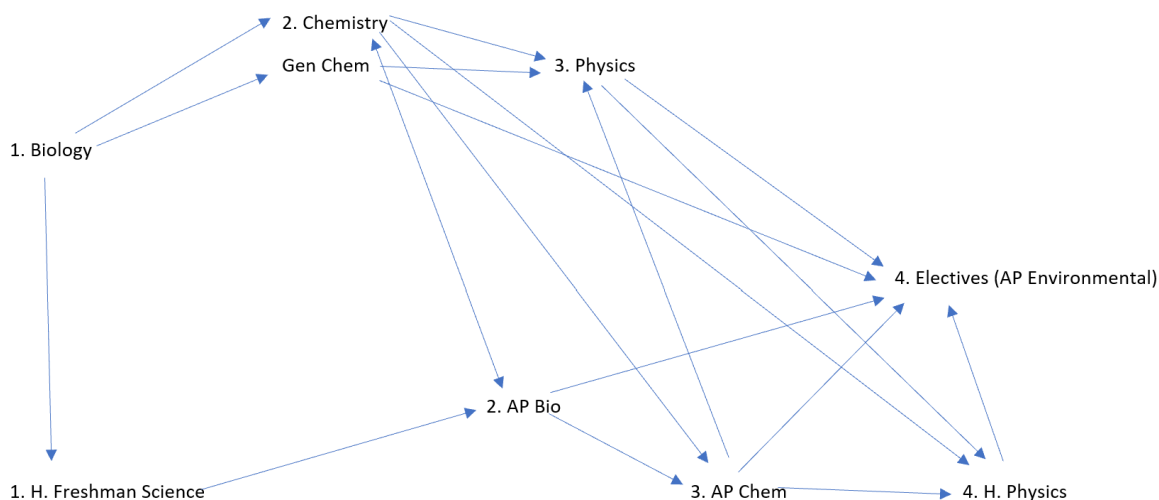 2. Chemistry
Gen Chem
3. Physics
1. Biology
4. Electives (AP Environmental)
2. AP Bio
1. H. Freshman Science
3. AP Chem
4. H. Physics